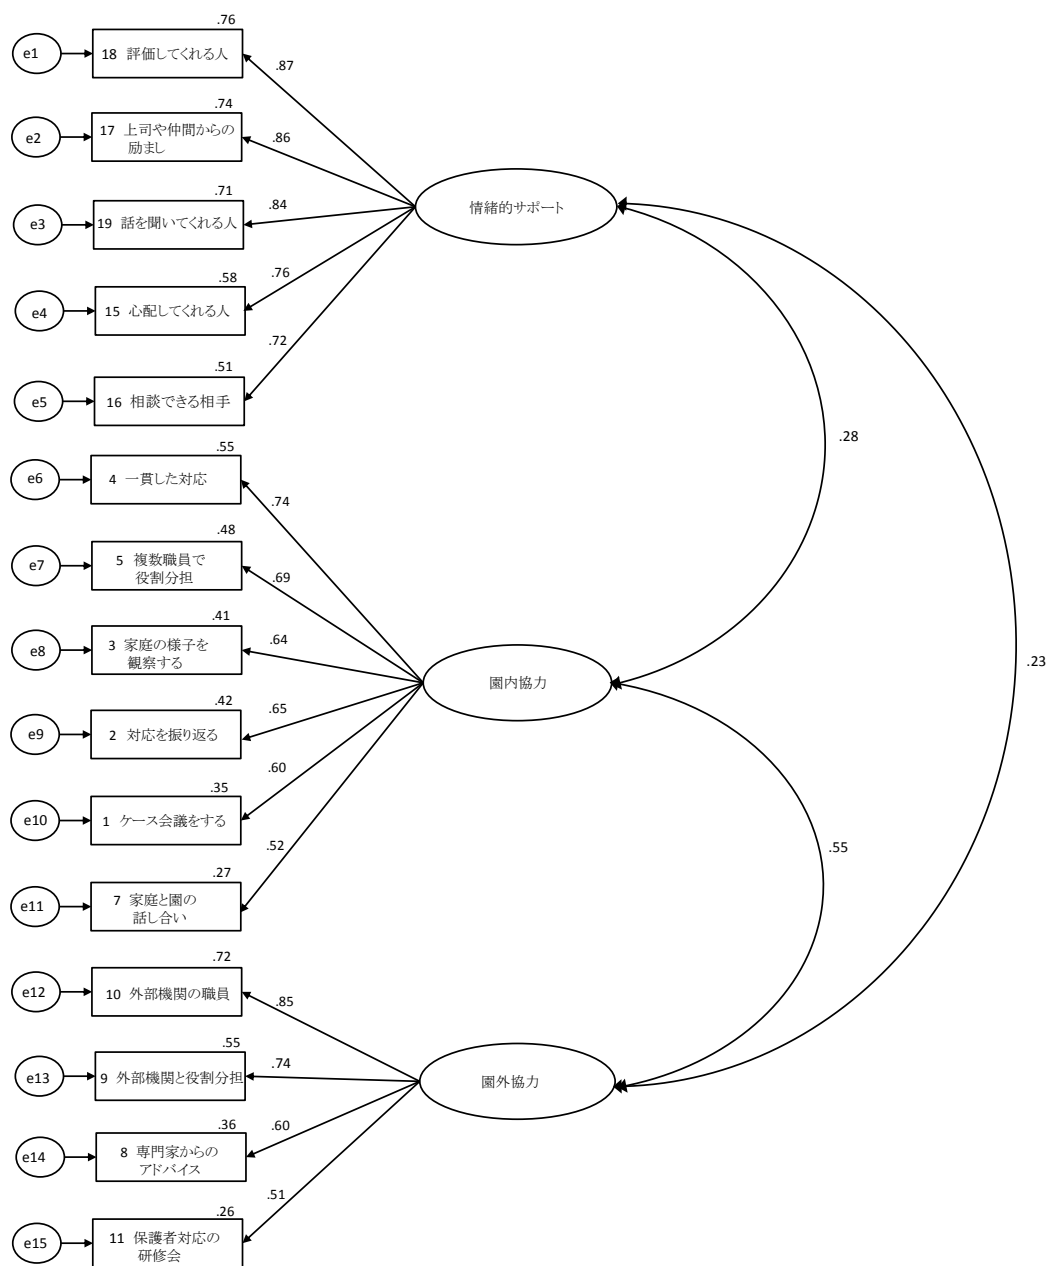 .76
e1
18 評価してくれる人
.87
.74
e2
17 上司や仲間からの
励まし
.86
.71
e3
19 話を聞いてくれる人
.84
情緒的サポート
.58
e4
15 心配してくれる人
.76
.51
e5
16 相談できる相手
.72
.28
.55
e6
4 一貫した対応
.74
.48
e7
5 複数職員で
役割分担
.69
.41
e8
3 家庭の様子を
観察する
.64
園内協力
.23
.42
e9
2 対応を振り返る
.65
.35
e10
1 ケース会議をする
.60
.27
e11
7 家庭と園の
話し合い
.52
.55
.72
e12
10 外部機関の職員
.85
.55
e13
9 外部機関と役割分担
.74
園外協力
.36
e14
8 専門家からの
アドバイス
.60
.26
e15
11 保護者対応の
研修会
.51